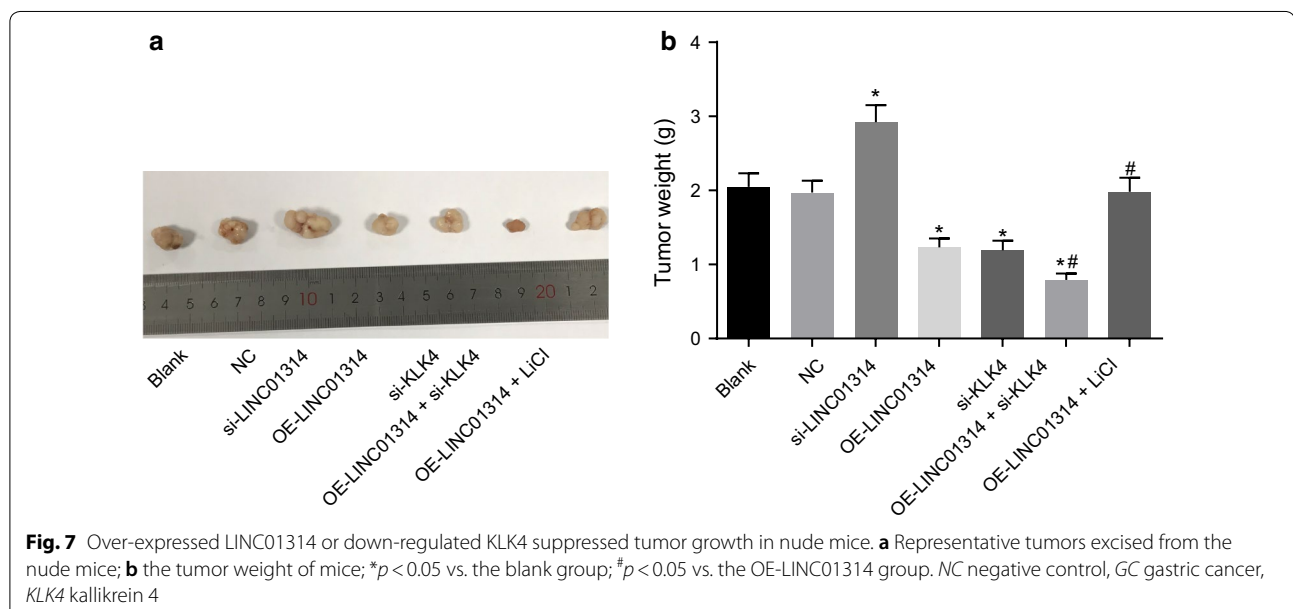 a
3 4 5 6 7 8 9 10 1 2 3 4 5 6 7 8 9 20 1 2
Blank
NC
si-LINC01314
OE-LINC01314
si-KLK4
OE-LINC01314 + si-KLK4
OE-LINC01314 + LiCl
b
Tumor weight (g)
4
3
2
1
0
*
*
*
*#
#
Blank
NC
si-LINC01314
OE-LINC01314
si-KLK4
OE-LINC01314 + si-KLK4
OE-LINC01314 + LiCl
Fig. 7 Over-expressed LINC01314 or down-regulated KLK4 suppressed tumor growth in nude mice. a Representative tumors excised from the
nude mice; b the tumor weight of mice; *p < 0.05 vs. the blank group; #p < 0.05 vs. the OE-LINC01314 group. NC negative control, GC gastric cancer,
KLK4 kallikrein 4